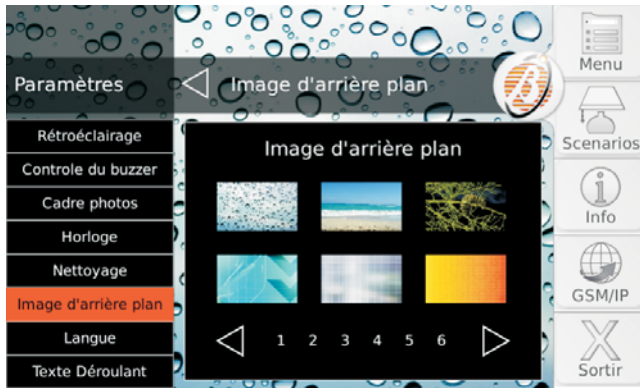 Paramètres
Image d'arrière plan
Rétroéclairage
Controle du buzzer
Cadre photos
Horloge
Nettoyage
Image d'arrière plan
Langue
Texte Déroulant
Image d'arrière plan
1 2 3 4 5 6
Menu
Scenarios
Info
GSM/IP
Sortir